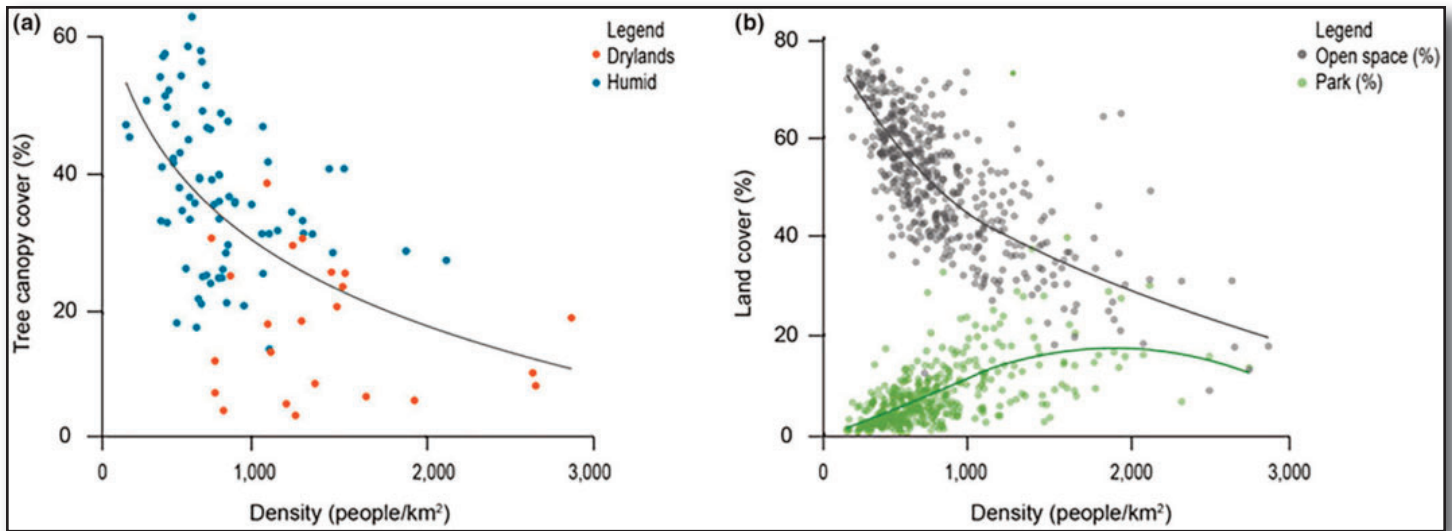 (a)
Legend
Drylands
Humid
Tree canopy cover (%)
60
40
20
0
0 1,000 2,000 3,000
Density (people/km²)
(b)
Legend
Open space (%)
Park (%)
Land cover (%)
80
60
40
20
0
0 1,000 2,000 3,000
Density (people/km²)